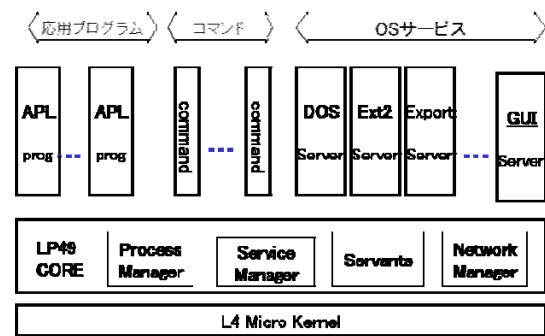 応用プログラム
コマンド
OSサービス
APL
prog
...
APL
prog
command
...
command
DOS
Server
Ext2
Server
Export
Server
...
GUI
Server
LP49
CORE
Process
Manager
Service
Manager
Servants
Network
Manager
L4 Micro Kernel